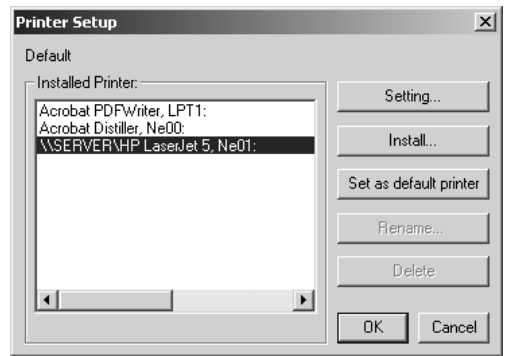 Printer Setup
Default
Installed Printer:
Acrobat PDFWriter, LPT1:
Acrobat Distiller, Ne00:
\\SERVER\HP LaserJet 5, Ne01:
Setting...
Install...
Set as default printer
Rename...
Delete
OK
Cancel